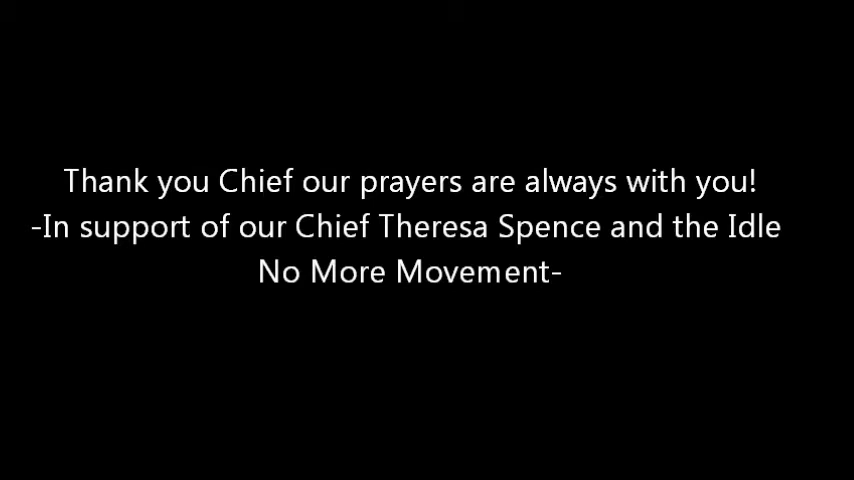 Thank you Chief our prayers are always with you!
-In support of our Chief Theresa Spence and the Idle
No More Movement-